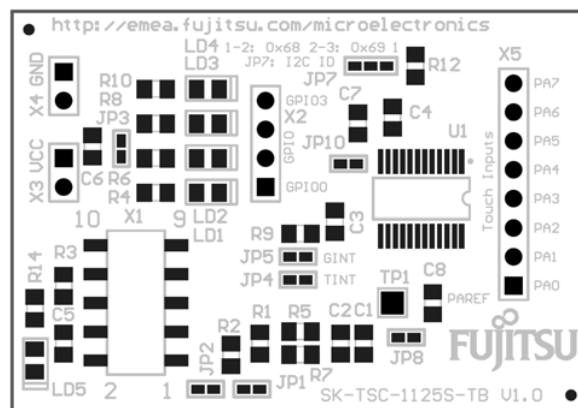 http://emea.fujitsu.com/microelectronics
LD4 1-2: 0x68 2-3: 0x69 1
LD3 JP7: I2C ID
X5
X4 GND
R10
R8
JP3
JP7
R12
PA7
GPIO3
X2
C7
C4
PA6
GPIO
U1
PA5
X3 VCC
C6
R6
R4
JP10
PA4
Touch Inputs
GPIO0
PA3
10 X1 9
LD2
LD1
C3
PA2
R9
JP5 GINT
PA1
R14
R3
JP4 TINT
TP1
C8
PA0
C5
PAREF
R2
R1
R5
C2
C1
FUJITSU
JP2
JP1
R7
JP8
LD5
2 1
SK-TSC-1125S-TB V1.0